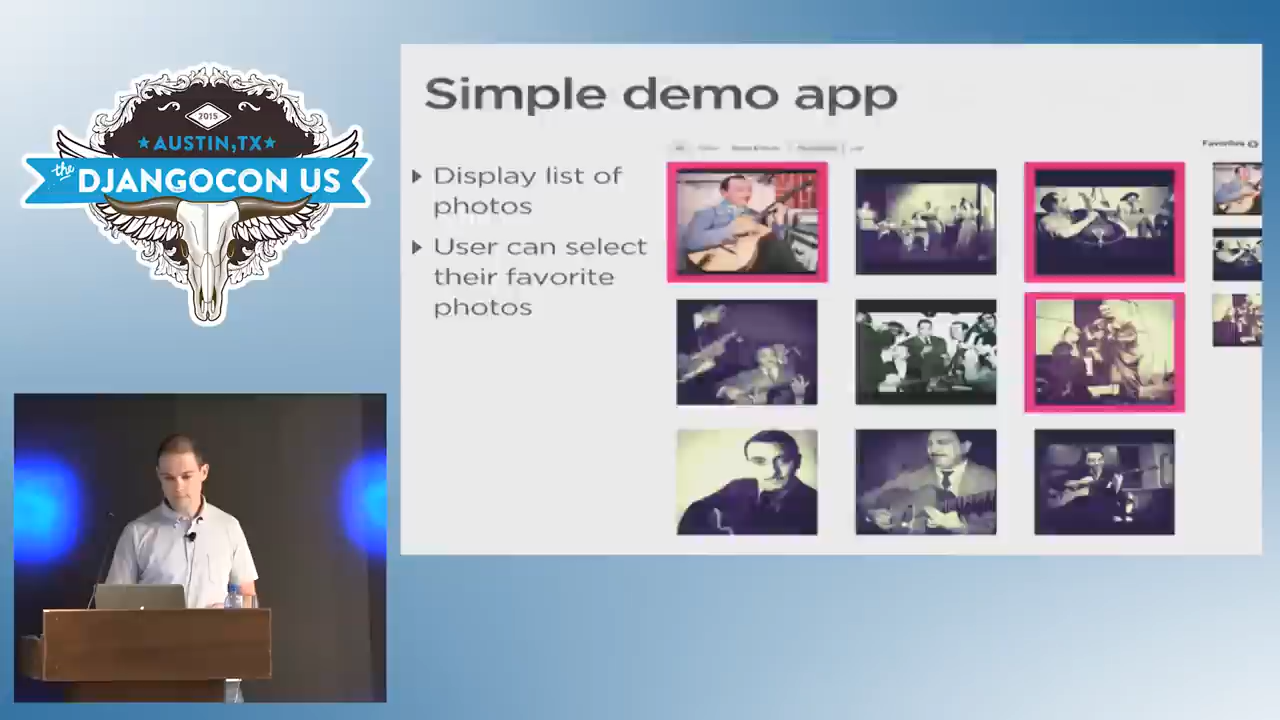 2015
AUSTIN, TX
the
DJANGOCON US
Simple demo app
Display list of
photos
User can select
their favorite
photos
Favorites